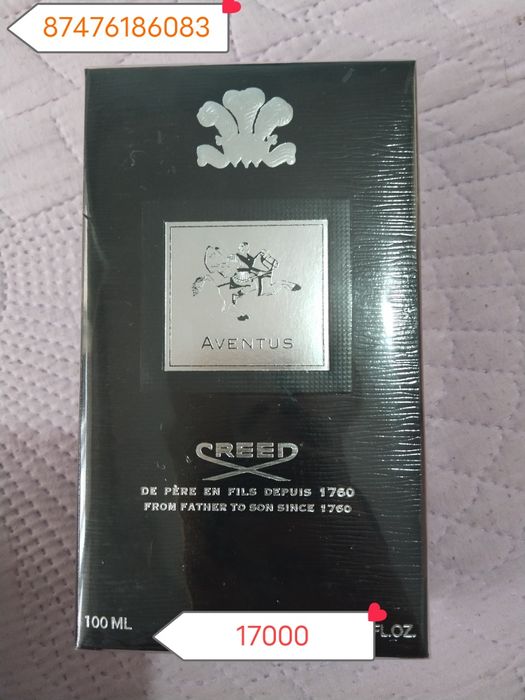 87476186083
AVENTUS
CREED
DE PÈRE EN FILS DEPUIS 1760
FROM FATHER TO SON SINCE 1760
100 ML
FL.OZ.
17000